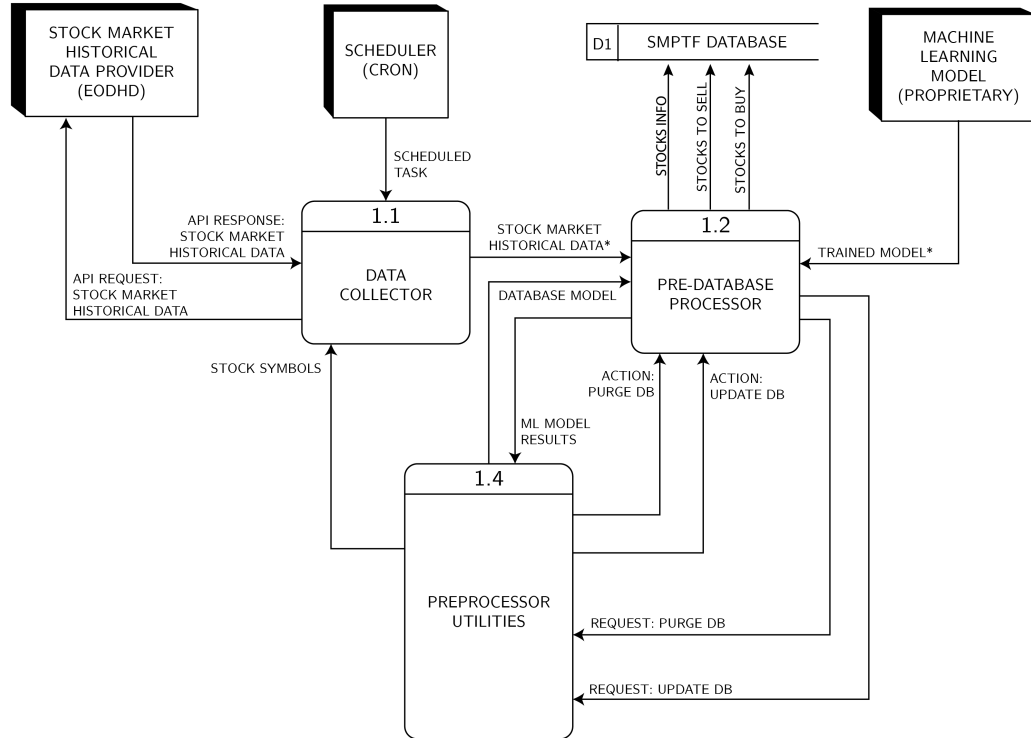 STOCK MARKET
HISTORICAL
DATA PROVIDER
(EODHD)
SCHEDULER
(CRON)
D1
SMPTF DATABASE
MACHINE
LEARNING
MODEL
(PROPRIETARY)
STOCKS INFO
STOCKS TO SELL
STOCKS TO BUY
SCHEDULED
TASK
API RESPONSE:
STOCK MARKET
HISTORICAL DATA
API REQUEST:
STOCK MARKET
HISTORICAL DATA
1.1
DATA
COLLECTOR
STOCK MARKET
HISTORICAL DATA*
DATABASE MODEL
1.2
PRE-DATABASE
PROCESSOR
TRAINED MODEL*
STOCK SYMBOLS
ACTION:
PURGE DB
ACTION:
UPDATE DB
ML MODEL
RESULTS
1.4
PREPROCESSOR
UTILITIES
REQUEST: PURGE DB
REQUEST: UPDATE DB